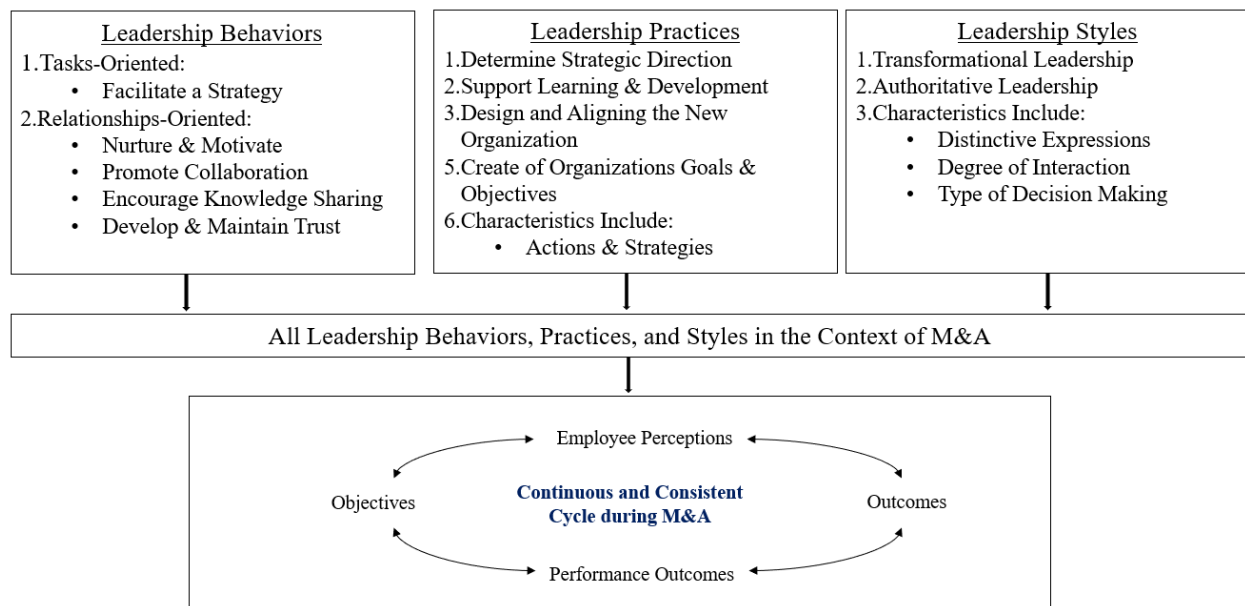 Leadership Behaviors
1.Tasks-Oriented:
• Facilitate a Strategy
2.Relationships-Oriented:
• Nurture & Motivate
• Promote Collaboration
• Encourage Knowledge Sharing
• Develop & Maintain Trust
Leadership Practices
1.Determine Strategic Direction
2.Support Learning & Development
3.Design and Aligning the New
Organization
5.Create of Organizations Goals &
Objectives
6.Characteristics Include:
• Actions & Strategies
Leadership Styles
1.Transformational Leadership
2.Authoritative Leadership
3.Characteristics Include:
• Distinctive Expressions
• Degree of Interaction
• Type of Decision Making
All Leadership Behaviors, Practices, and Styles in the Context of M&A
Employee Perceptions
Objectives
Continuous and Consistent
Cycle during M&A
Outcomes
Performance Outcomes